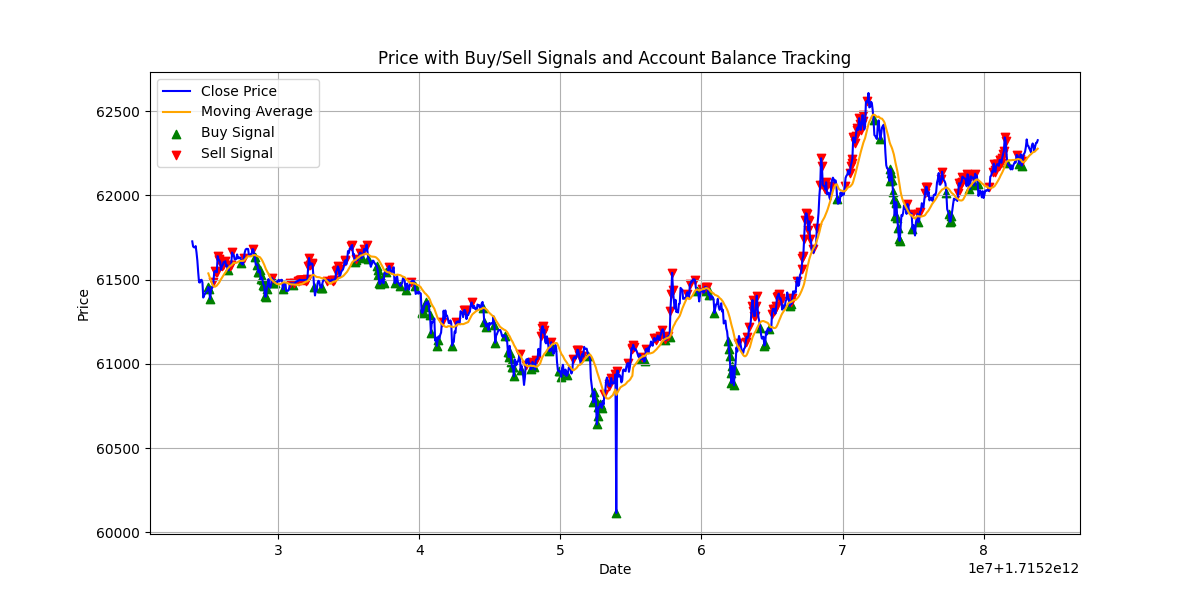 Price with Buy/Sell Signals and Account Balance Tracking
Close Price
Moving Average
Buy Signal
Sell Signal
Price
62500
62000
61500
61000
60500
60000
3 4 5 6 7 8
Date
1e7+1.7152e12